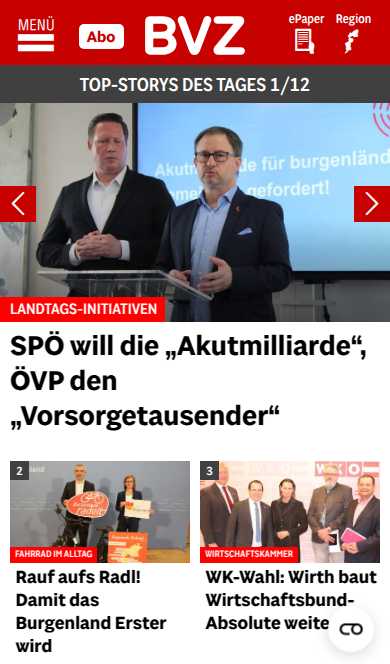 MENÜ
Abo
BVZ
ePaper
Region
TOP-STORYS DES TAGES 1/12
Akutmilliarde für burgenländ
gefordert!
LANDTAGS-INITIATIVEN
SPÖ will die „Akutmilliarde“,
ÖVP den
„Vorsorgetausender“
2
3
FAHRRAD IM ALLTAG
WIRTSCHAFTSKAMMER
Rauf aufs Radl!
Damit das
Burgenland Erster
wird
WK-Wahl: Wirth baut
Wirtschaftsbund-
Absolute weite